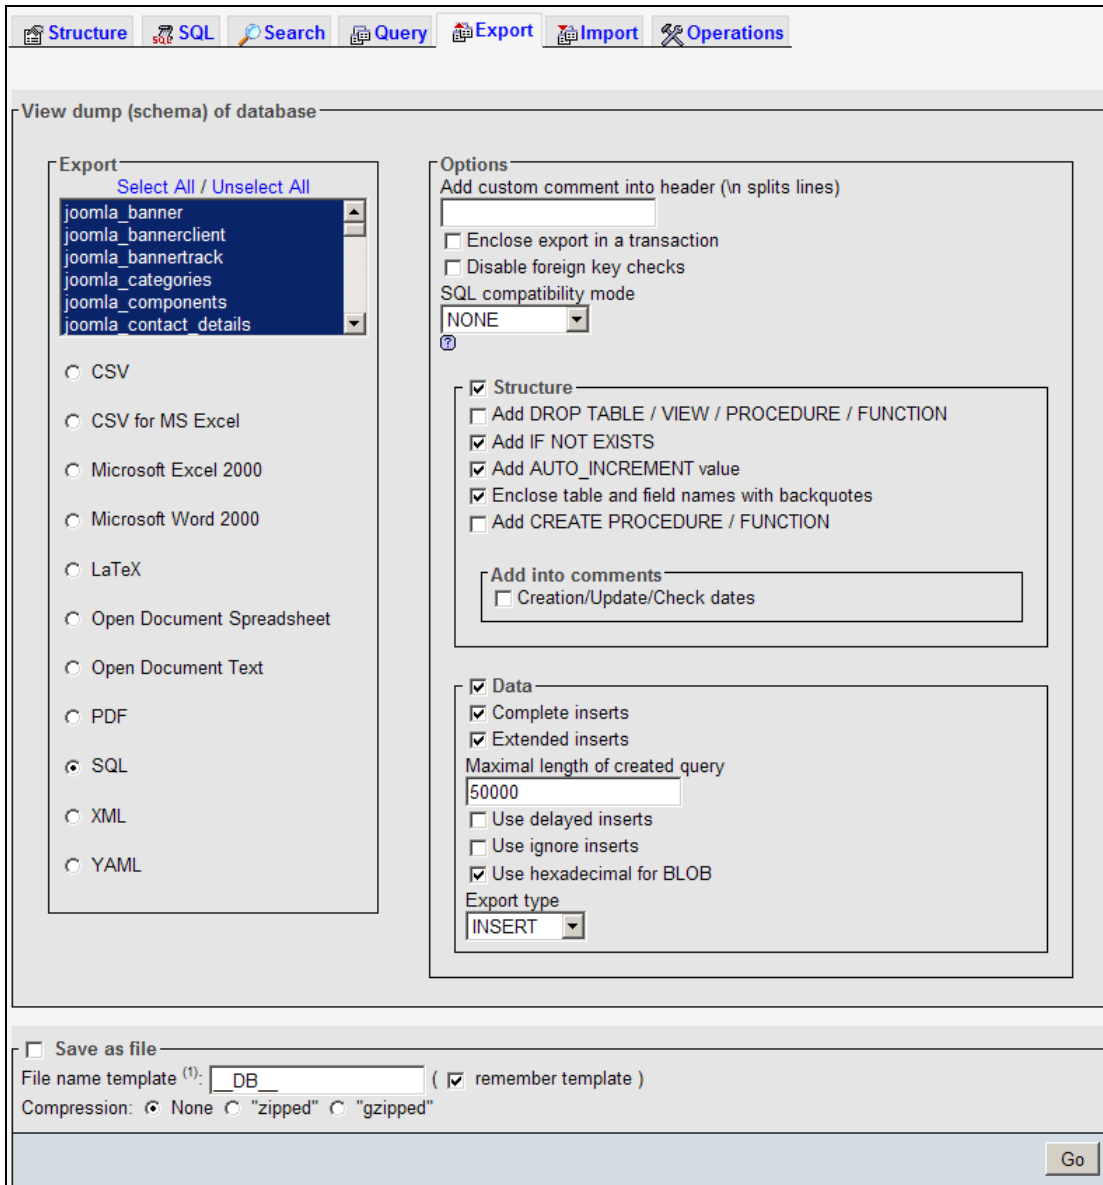 Structure SQL Search Query Export Import Operations
View dump (schema) of database
Export
Select All / Unselect All
joomla_banner
joomla_bannerclient
joomla_bannertrack
joomla_categories
joomla_components
joomla_contact_details
CSV
CSV for MS Excel
Microsoft Excel 2000
Microsoft Word 2000
LaTeX
Open Document Spreadsheet
Open Document Text
PDF
SQL
XML
YAML
Options
Add custom comment into header (\n splits lines)
Enclose export in a transaction
Disable foreign key checks
SQL compatibility mode
NONE
?
Structure
Add DROP TABLE / VIEW / PROCEDURE / FUNCTION
Add IF NOT EXISTS
Add AUTO_INCREMENT value
Enclose table and field names with backquotes
Add CREATE PROCEDURE / FUNCTION
Add into comments
Creation/Update/Check dates
Data
Complete inserts
Extended inserts
Maximal length of created query
50000
Use delayed inserts
Use ignore inserts
Use hexadecimal for BLOB
Export type
INSERT
Save as file
File name template (1): __DB__ ( remember template )
Compression: None "zipped" "gzipped"
Go